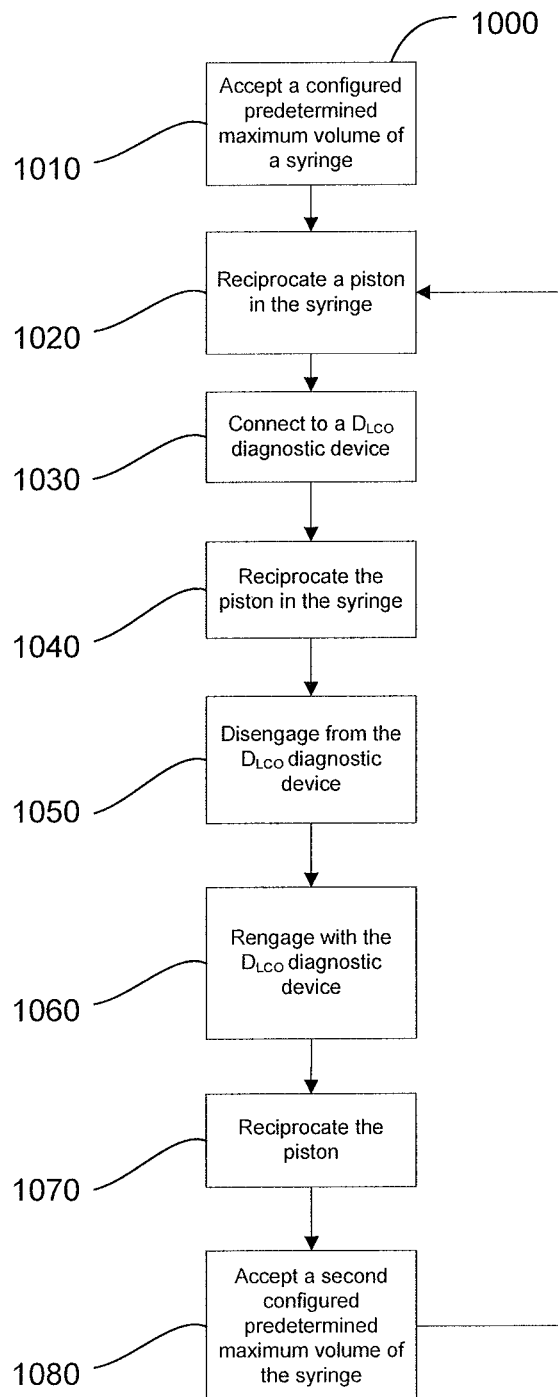 1000
Accept a configured
predetermined
maximum volume of
a syringe
1010
Reciprocate a piston
in the syringe
1020
Connect to a DLCO
diagnostic device
1030
Reciprocate the
piston in the syringe
1040
Disengage from the
DLCO diagnostic
device
1050
Rengage with the
DLCO diagnostic
device
1060
Reciprocate the
piston
1070
Accept a second
configured
predetermined
maximum volume of
the syringe
1080